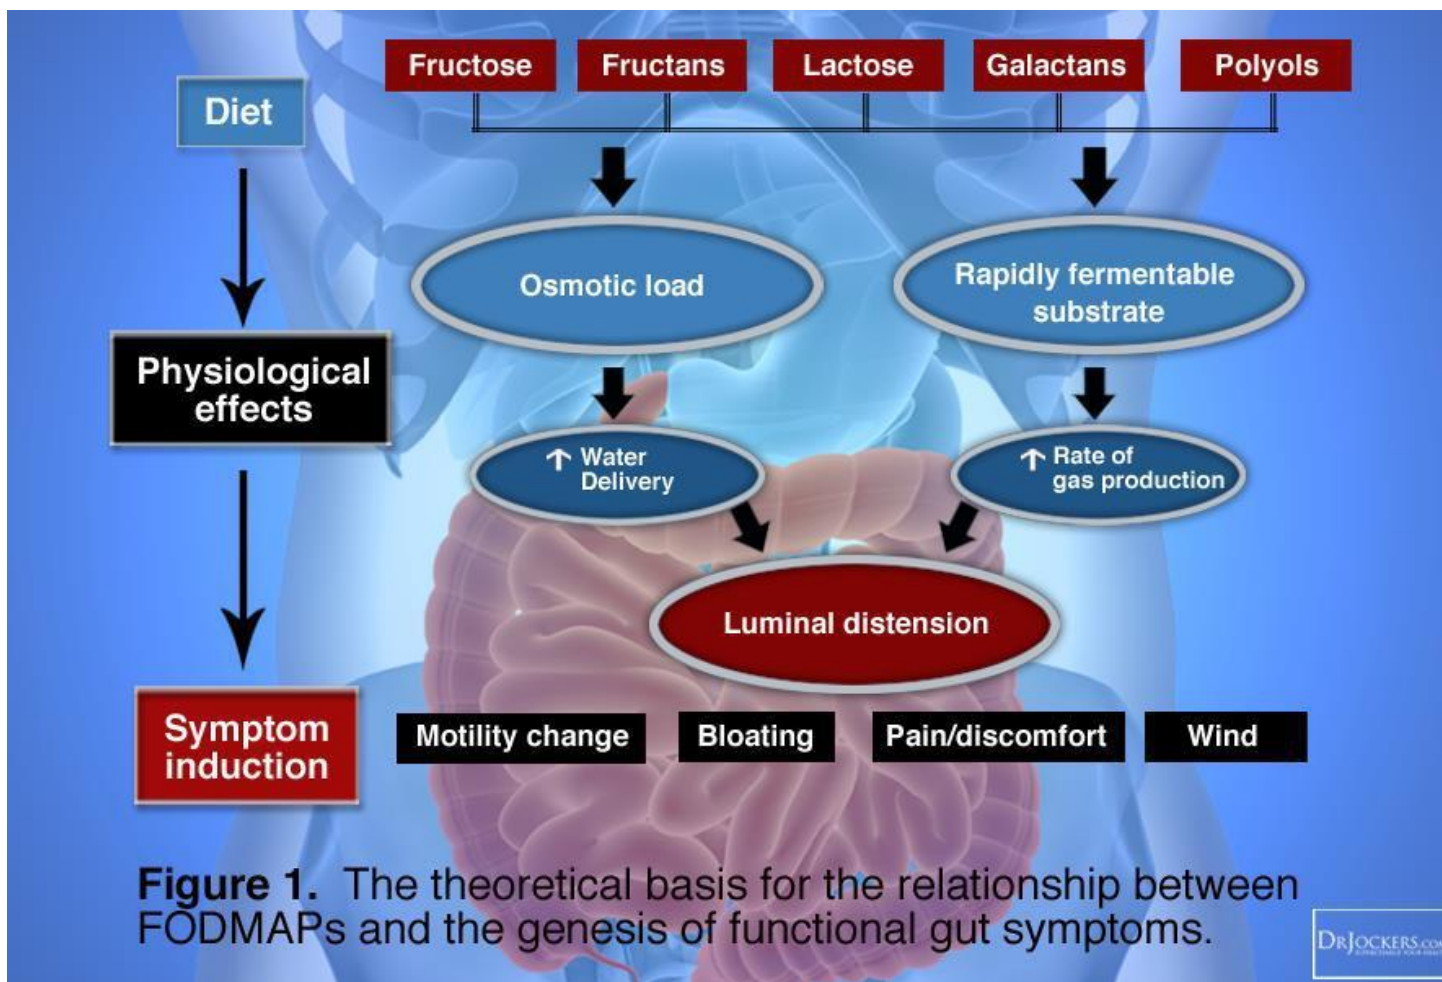 Fructose
Fructans
Lactose
Galactans
Polyols
Diet
Osmotic load
Rapidly fermentable
substrate
Physiological
effects
↑ Water
Delivery
↑ Rate of
gas production
Luminal distension
Symptom
induction
Motility change
Bloating
Pain/discomfort
Wind
Figure 1. The theoretical basis for the relationship between
FODMAPs and the genesis of functional gut symptoms.
DRJOCKERS.COM